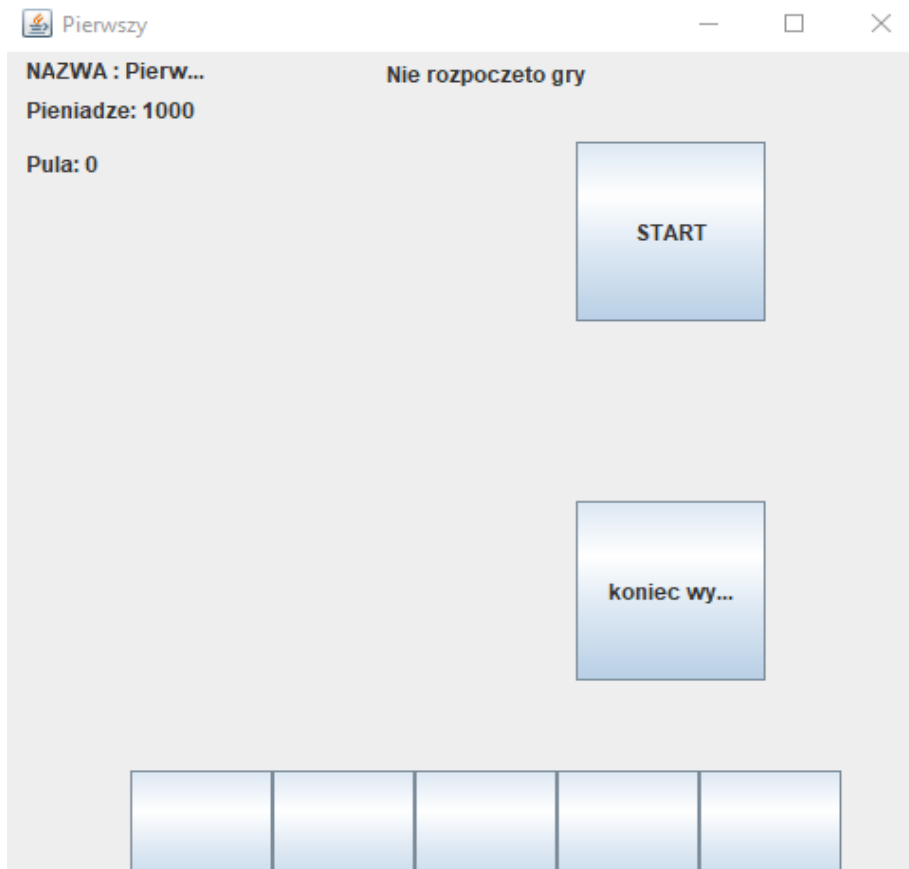 Pierwszy
NAZWA : Pierw...
Nie rozpoczeto gry
Pieniadze: 1000
Pula: 0
START
koniec wy...